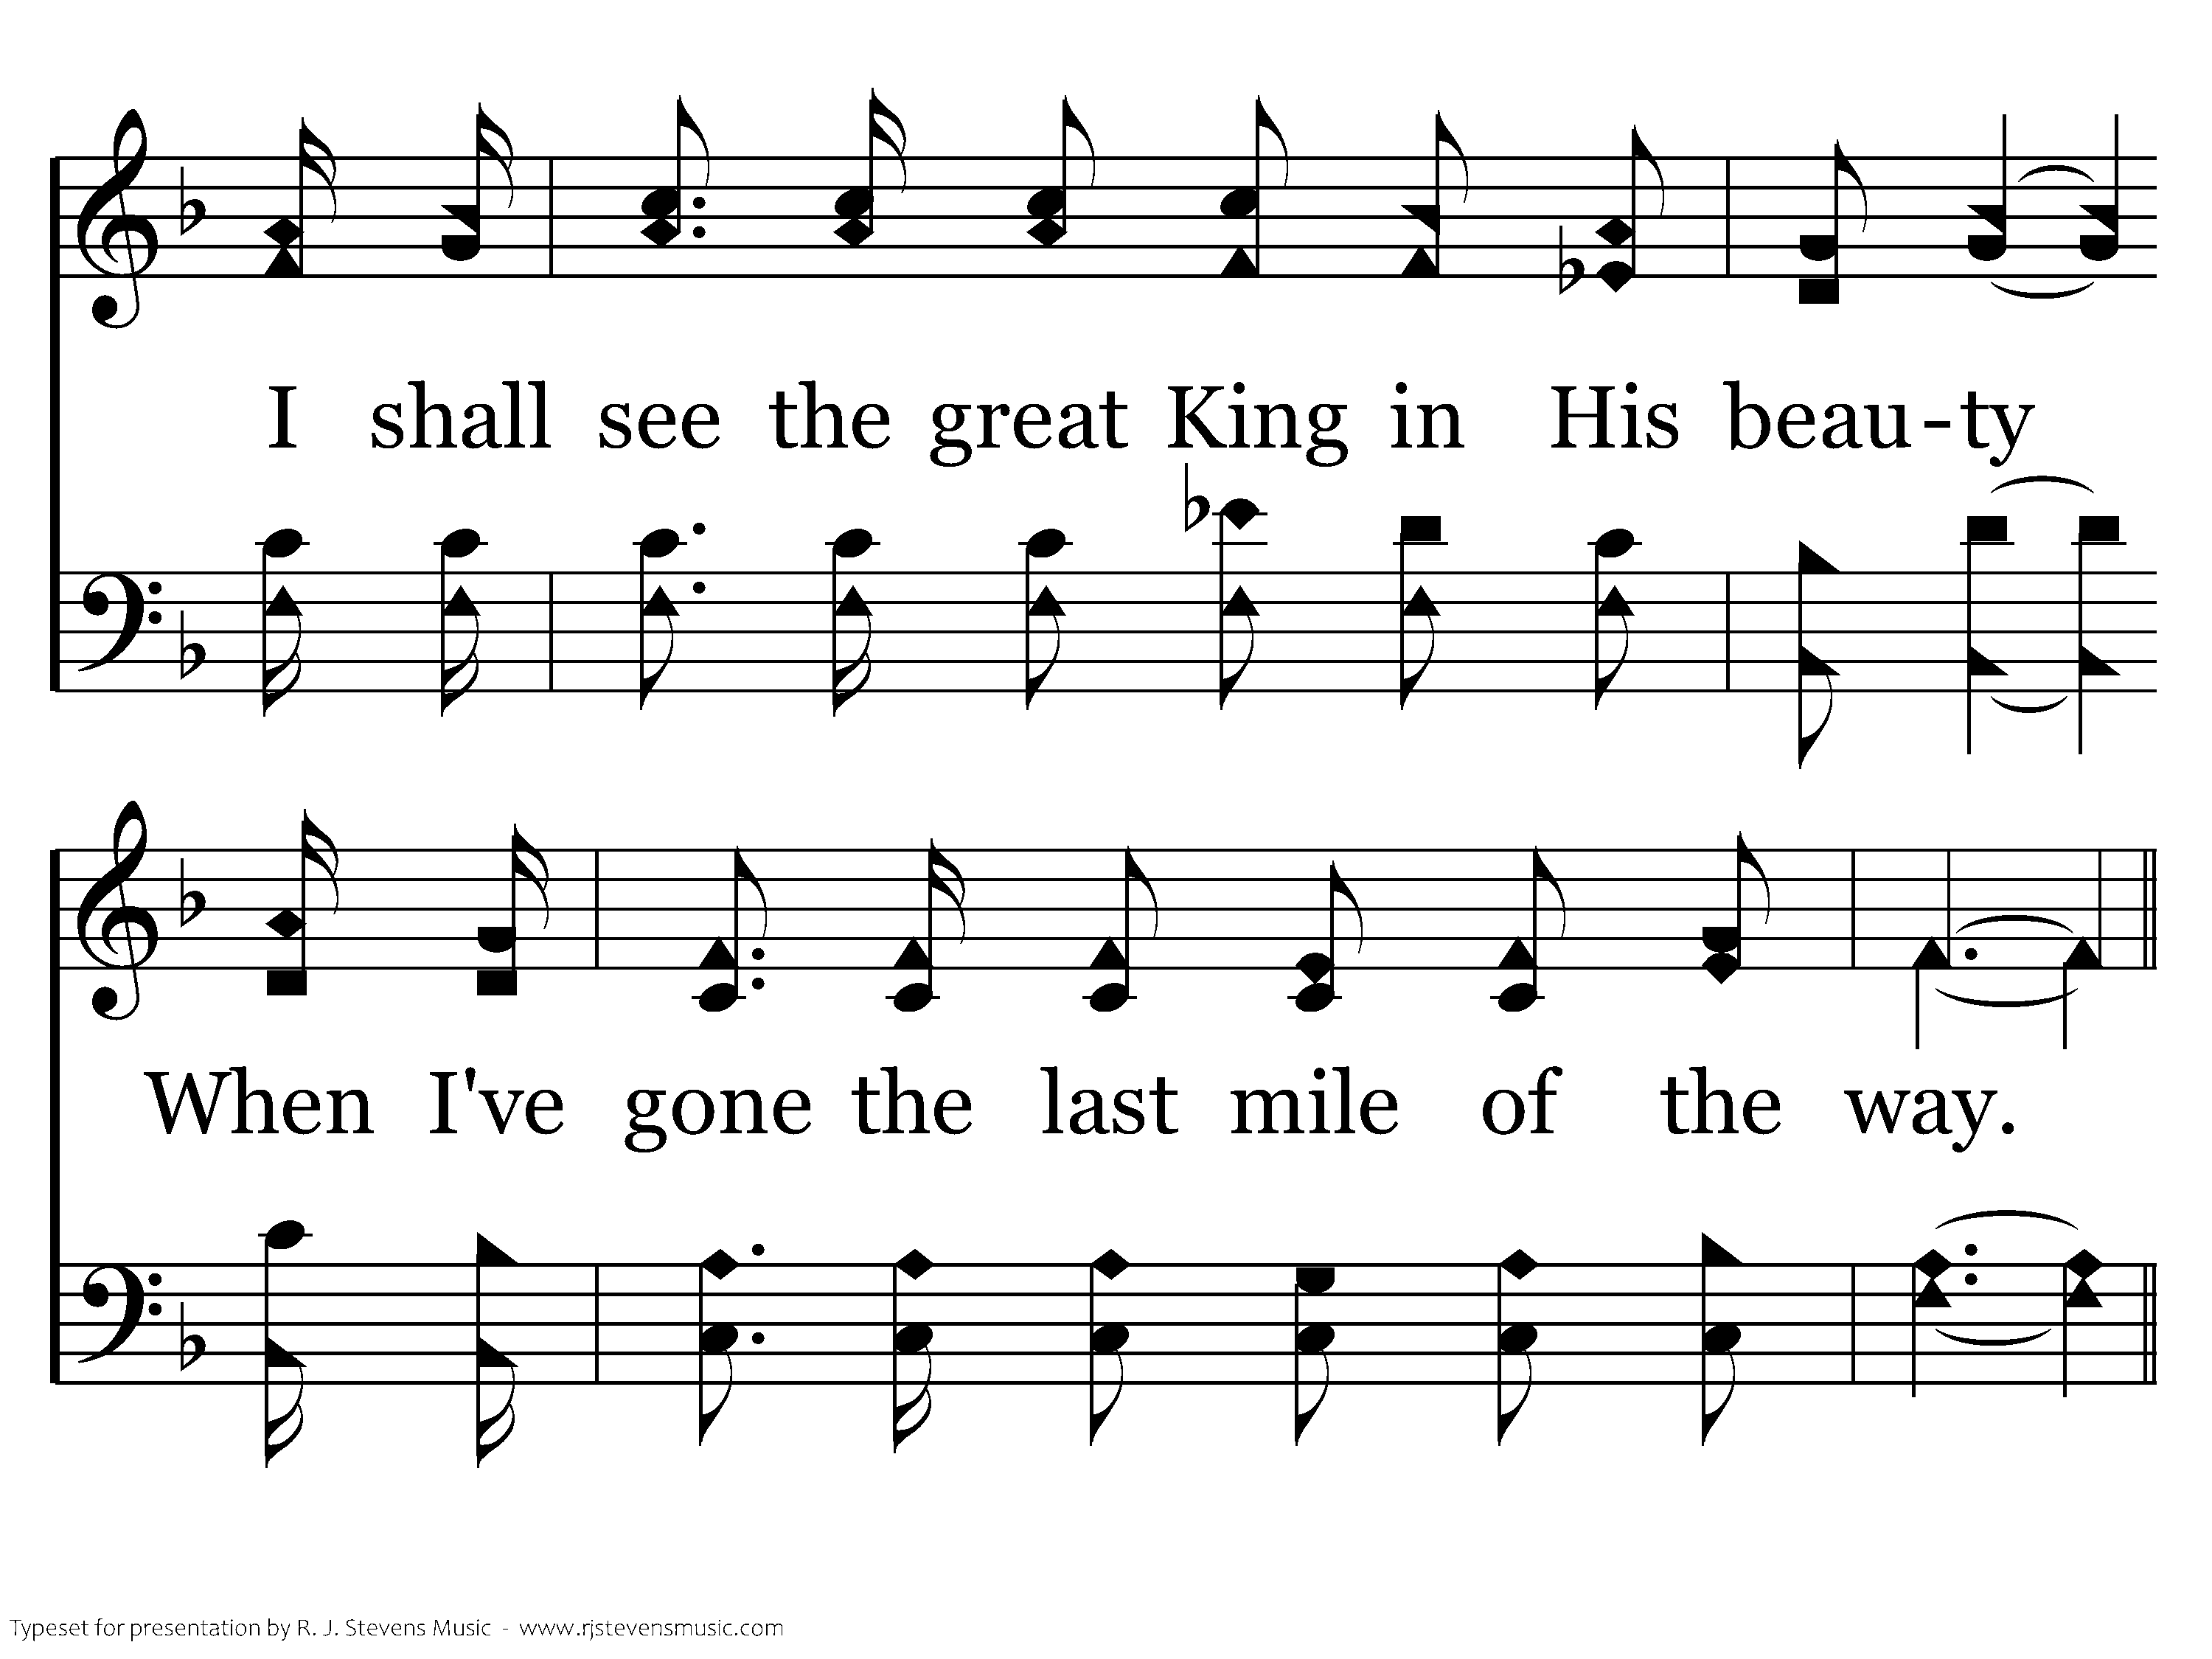 I shall see the great King in His beau-ty
When I've gone the last mile of the way.
Typeset for presentation by R. J. Stevens Music - www.rjstevensmusic.com